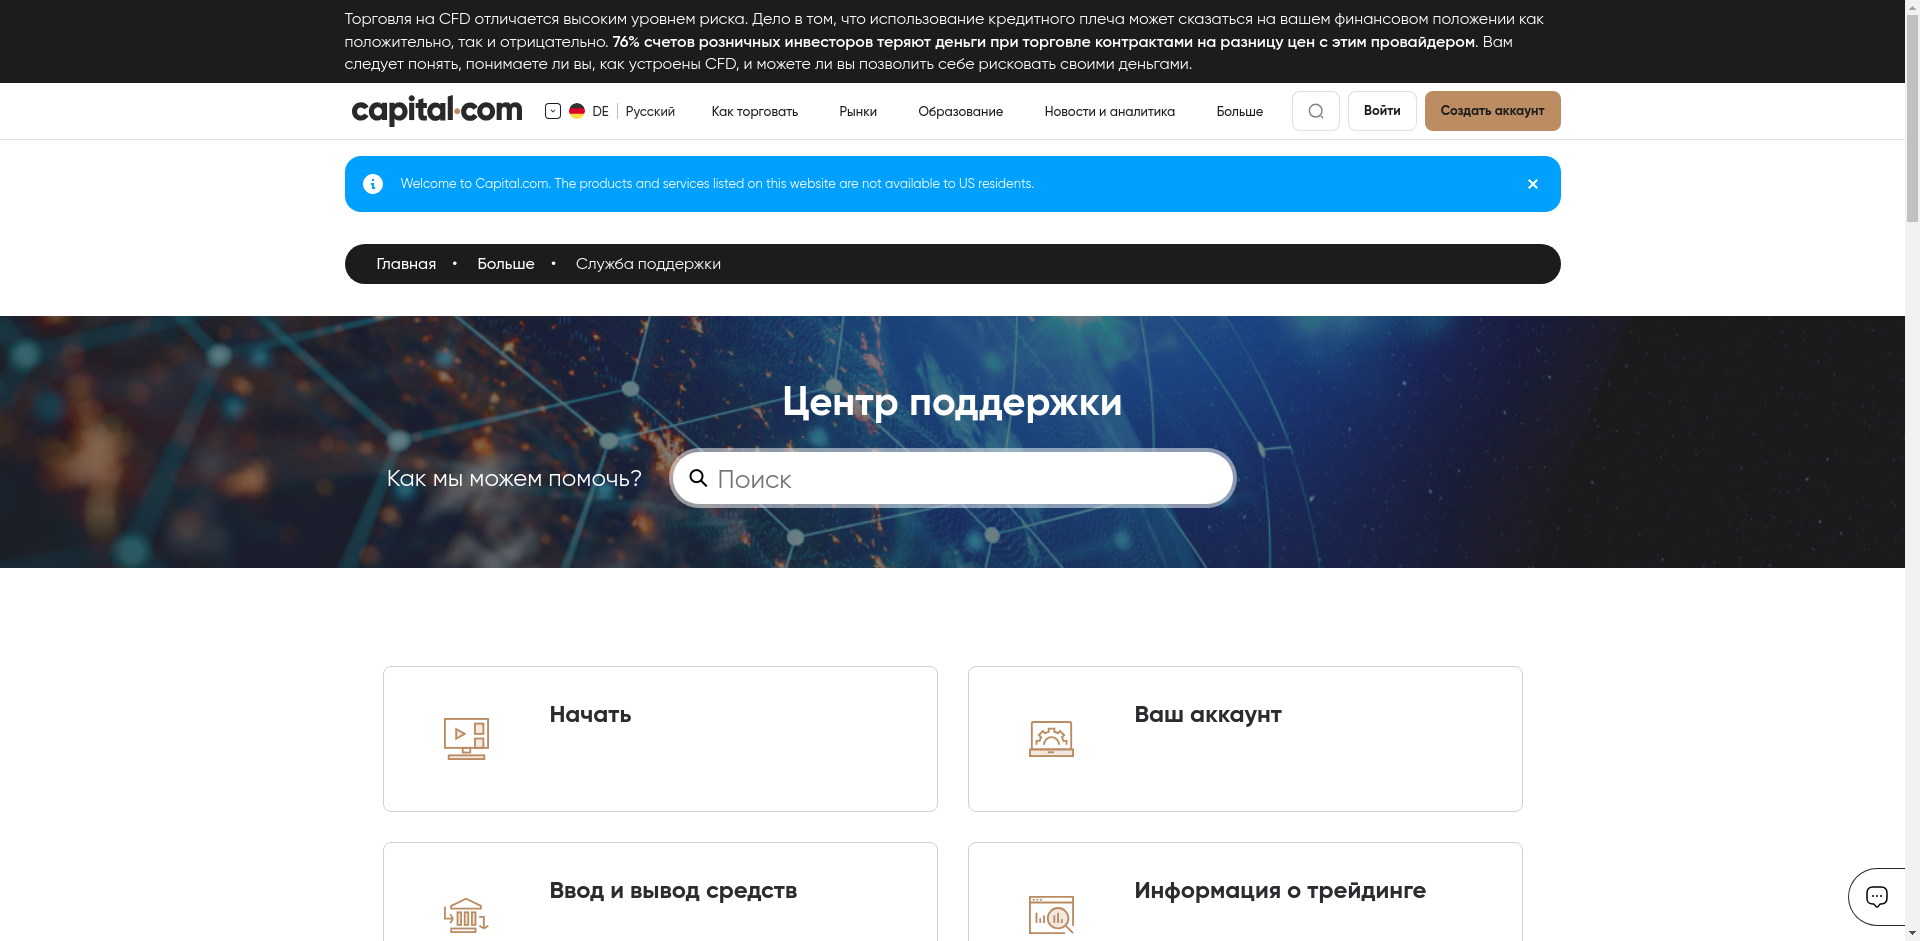 Торговля на CFD отличается высоким уровнем риска. Дело в том, что использование кредитного плеча может сказаться на вашем финансовом положении как
положительно, так и отрицательно. 76% счетов розничных инвесторов теряют деньги при торговле контрактами на разницу цен с этим провайдером. Вам
следует понять, понимаете ли вы, как устроены CFD, и можете ли вы позволить себе рисковать своими деньгами.
capital.com DE Русский Как торговать Рынки Образование Новости и аналитика Больше Войти Создать аккаунт
Welcome to Capital.com. The products and services listed on this website are not available to US residents.
Главная • Больше • Служба поддержки
Центр поддержки
Как мы можем помочь? Поиск
Начать
Ваш аккаунт
Ввод и вывод средств
Информация о трейдинге